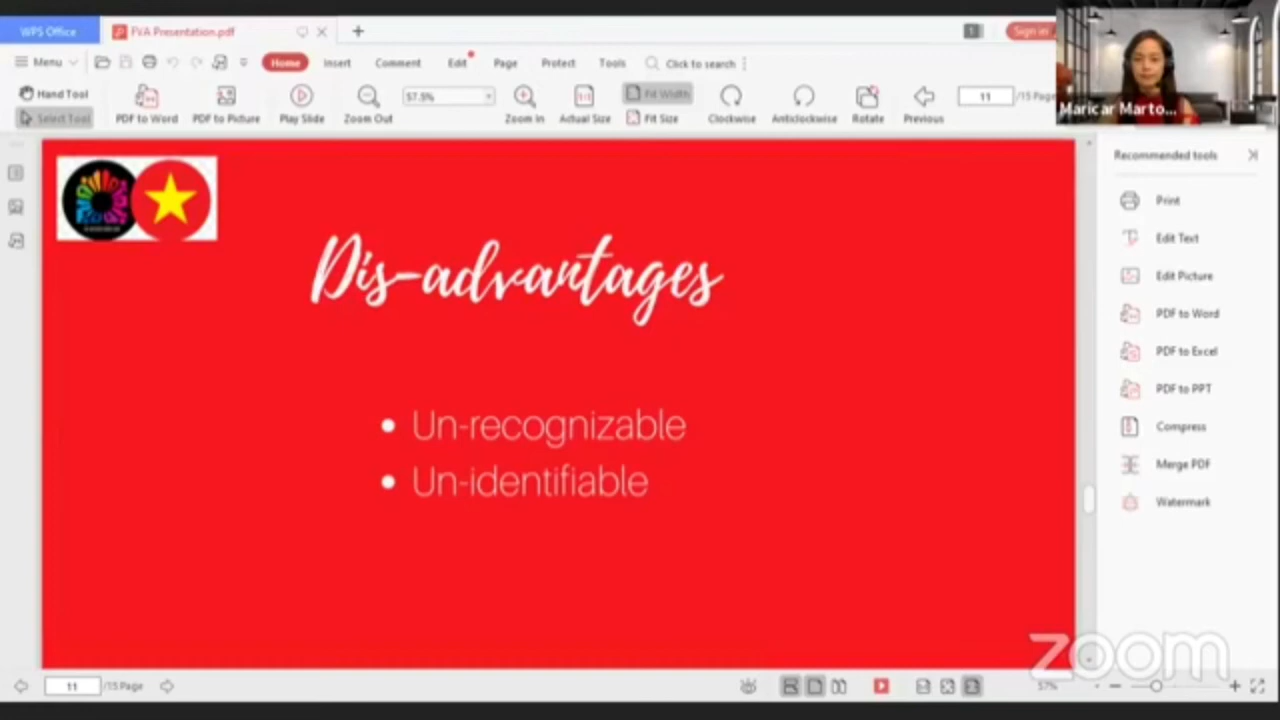 WPS Office
FVA Presentation.pdf
1
Sign in
Menu
Home
Insert
Comment
Edit
Page
Protect
Tools
Click to search
Hand Tool
Select Tool
PDF to Word
PDF to Picture
Play Slide
Zoom Out
57.5%
Zoom In
Actual Size
Fit Width
Fit Size
Clockwise
Anticlockwise
Rotate
Previous
11
/15 Page
Maricar Marto...
Recommended tools
Print
Edit Text
Edit Picture
PDF to Word
PDF to Excel
PDF to PPT
Compress
Merge PDF
Watermark
Dis-advantages
Un-recognizable
Un-identifiable
zoom
11
/15 Page
57%